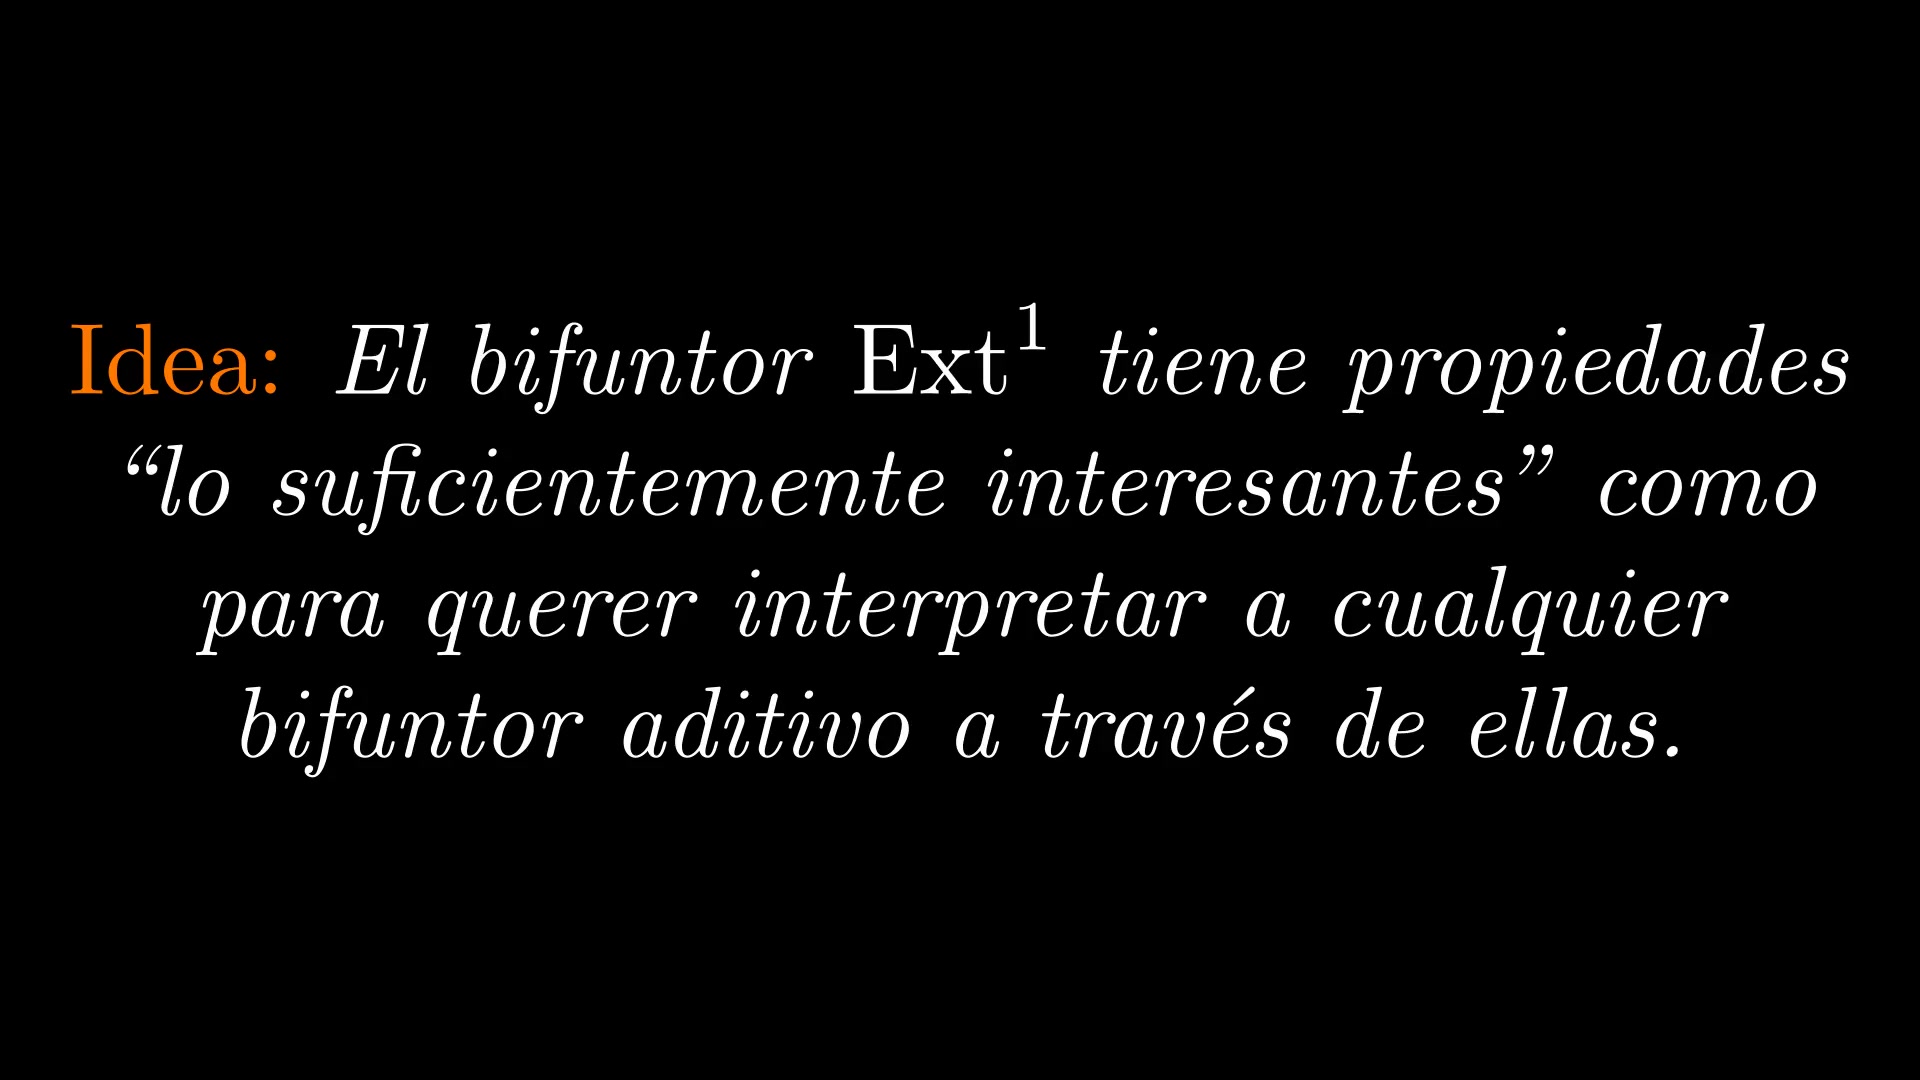 Idea: El bifuntor Ext¹ tiene propiedades
“lo suficientemente interesantes” como
para querer interpretar a cualquier
bifuntor aditivo a través de ellas.